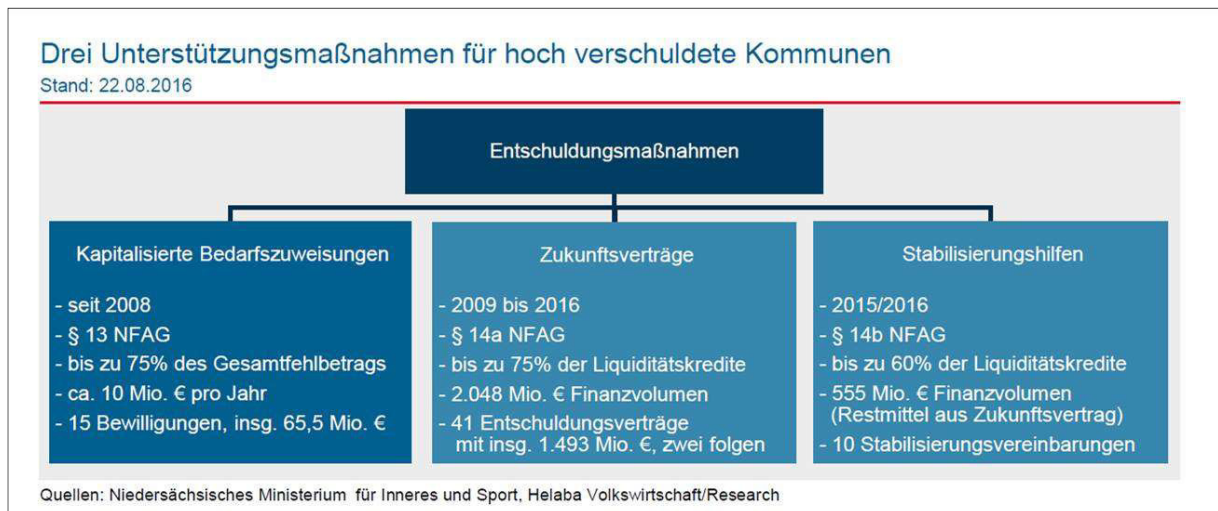 Drei Unterstützungsmaßnahmen für hoch verschuldete Kommunen
Stand: 22.08.2016
Entschuldungsmaßnahmen
Kapitalisierte Bedarfszuweisungen
- seit 2008
- § 13 NFAG
- bis zu 75% des Gesamtfehlbetrags
- ca. 10 Mio. € pro Jahr
- 15 Bewilligungen, insg. 65,5 Mio. €
Zukunftsverträge
- 2009 bis 2016
- § 14a NFAG
- bis zu 75% der Liquiditätskredite
- 2.048 Mio. € Finanzvolumen
- 41 Entschuldungsverträge
mit insg. 1.493 Mio. €, zwei folgen
Stabilisierungshilfen
- 2015/2016
- § 14b NFAG
- bis zu 60% der Liquiditätskredite
- 555 Mio. € Finanzvolumen
(Restmittel aus Zukunftsvertrag)
- 10 Stabilisierungsvereinbarungen
Quellen: Niedersächsisches Ministerium für Inneres und Sport, Helaba Volkswirtschaft/Research